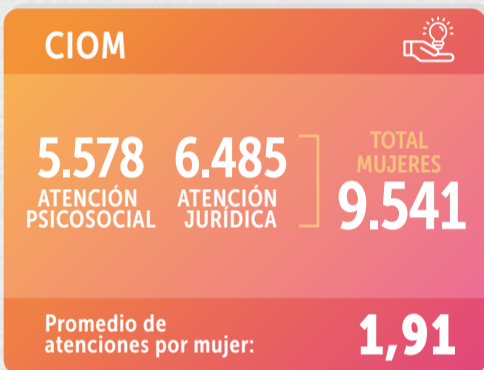 CIOM
5.578
ATENCIÓN
PSICOSOCIAL
6.485
ATENCIÓN
JURÍDICA
TOTAL
MUJERES
9.541
Promedio de
atenciones por mujer:
1,91